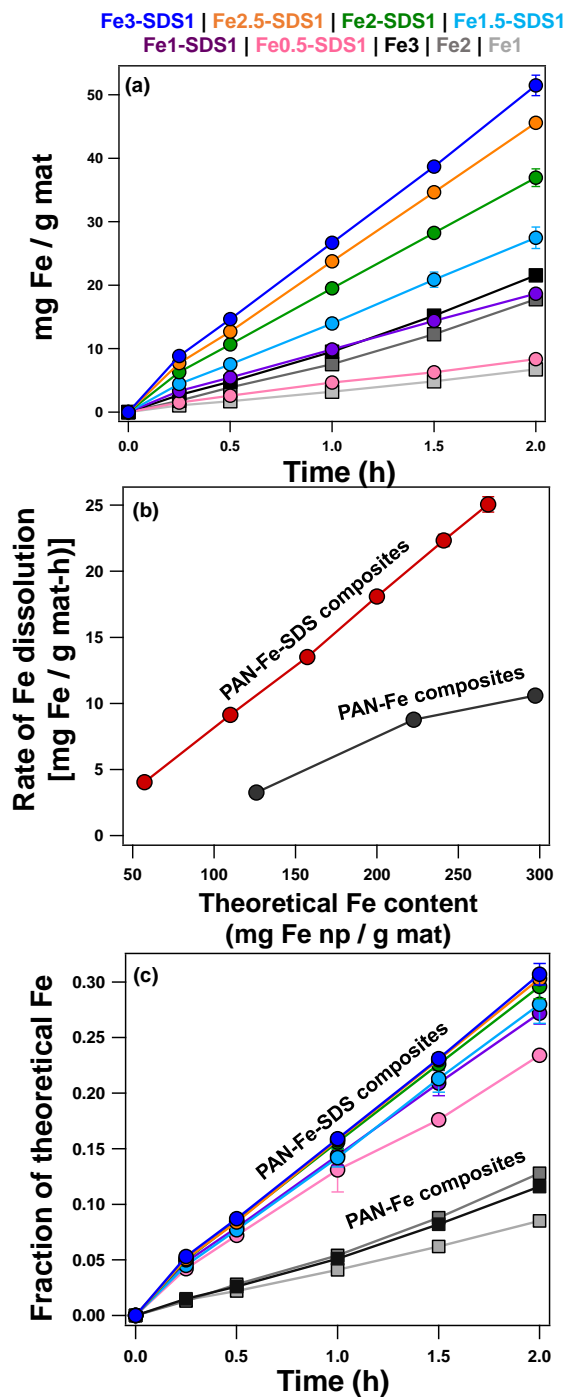 Fe3-SDS1 | Fe2.5-SDS1 | Fe2-SDS1 | Fe1.5-SDS1
Fe1-SDS1 | Fe0.5-SDS1 | Fe3 | Fe2 | Fe1
(a)
mg Fe / g mat
50
40
30
20
10
0
0.0 0.5 1.0 1.5 2.0
Time (h)
(b)
Rate of Fe dissolution
[mg Fe / g mat-h)]
25
20
15
10
5
0
PAN-Fe-SDS composites
PAN-Fe composites
50 100 150 200 250 300
Theoretical Fe content
(mg Fe np / g mat)
(c)
Fraction of theoretical Fe
0.30
0.25
0.20
0.15
0.10
0.05
0.00
PAN-Fe-SDS composites
PAN-Fe composites
0.0 0.5 1.0 1.5 2.0
Time (h)